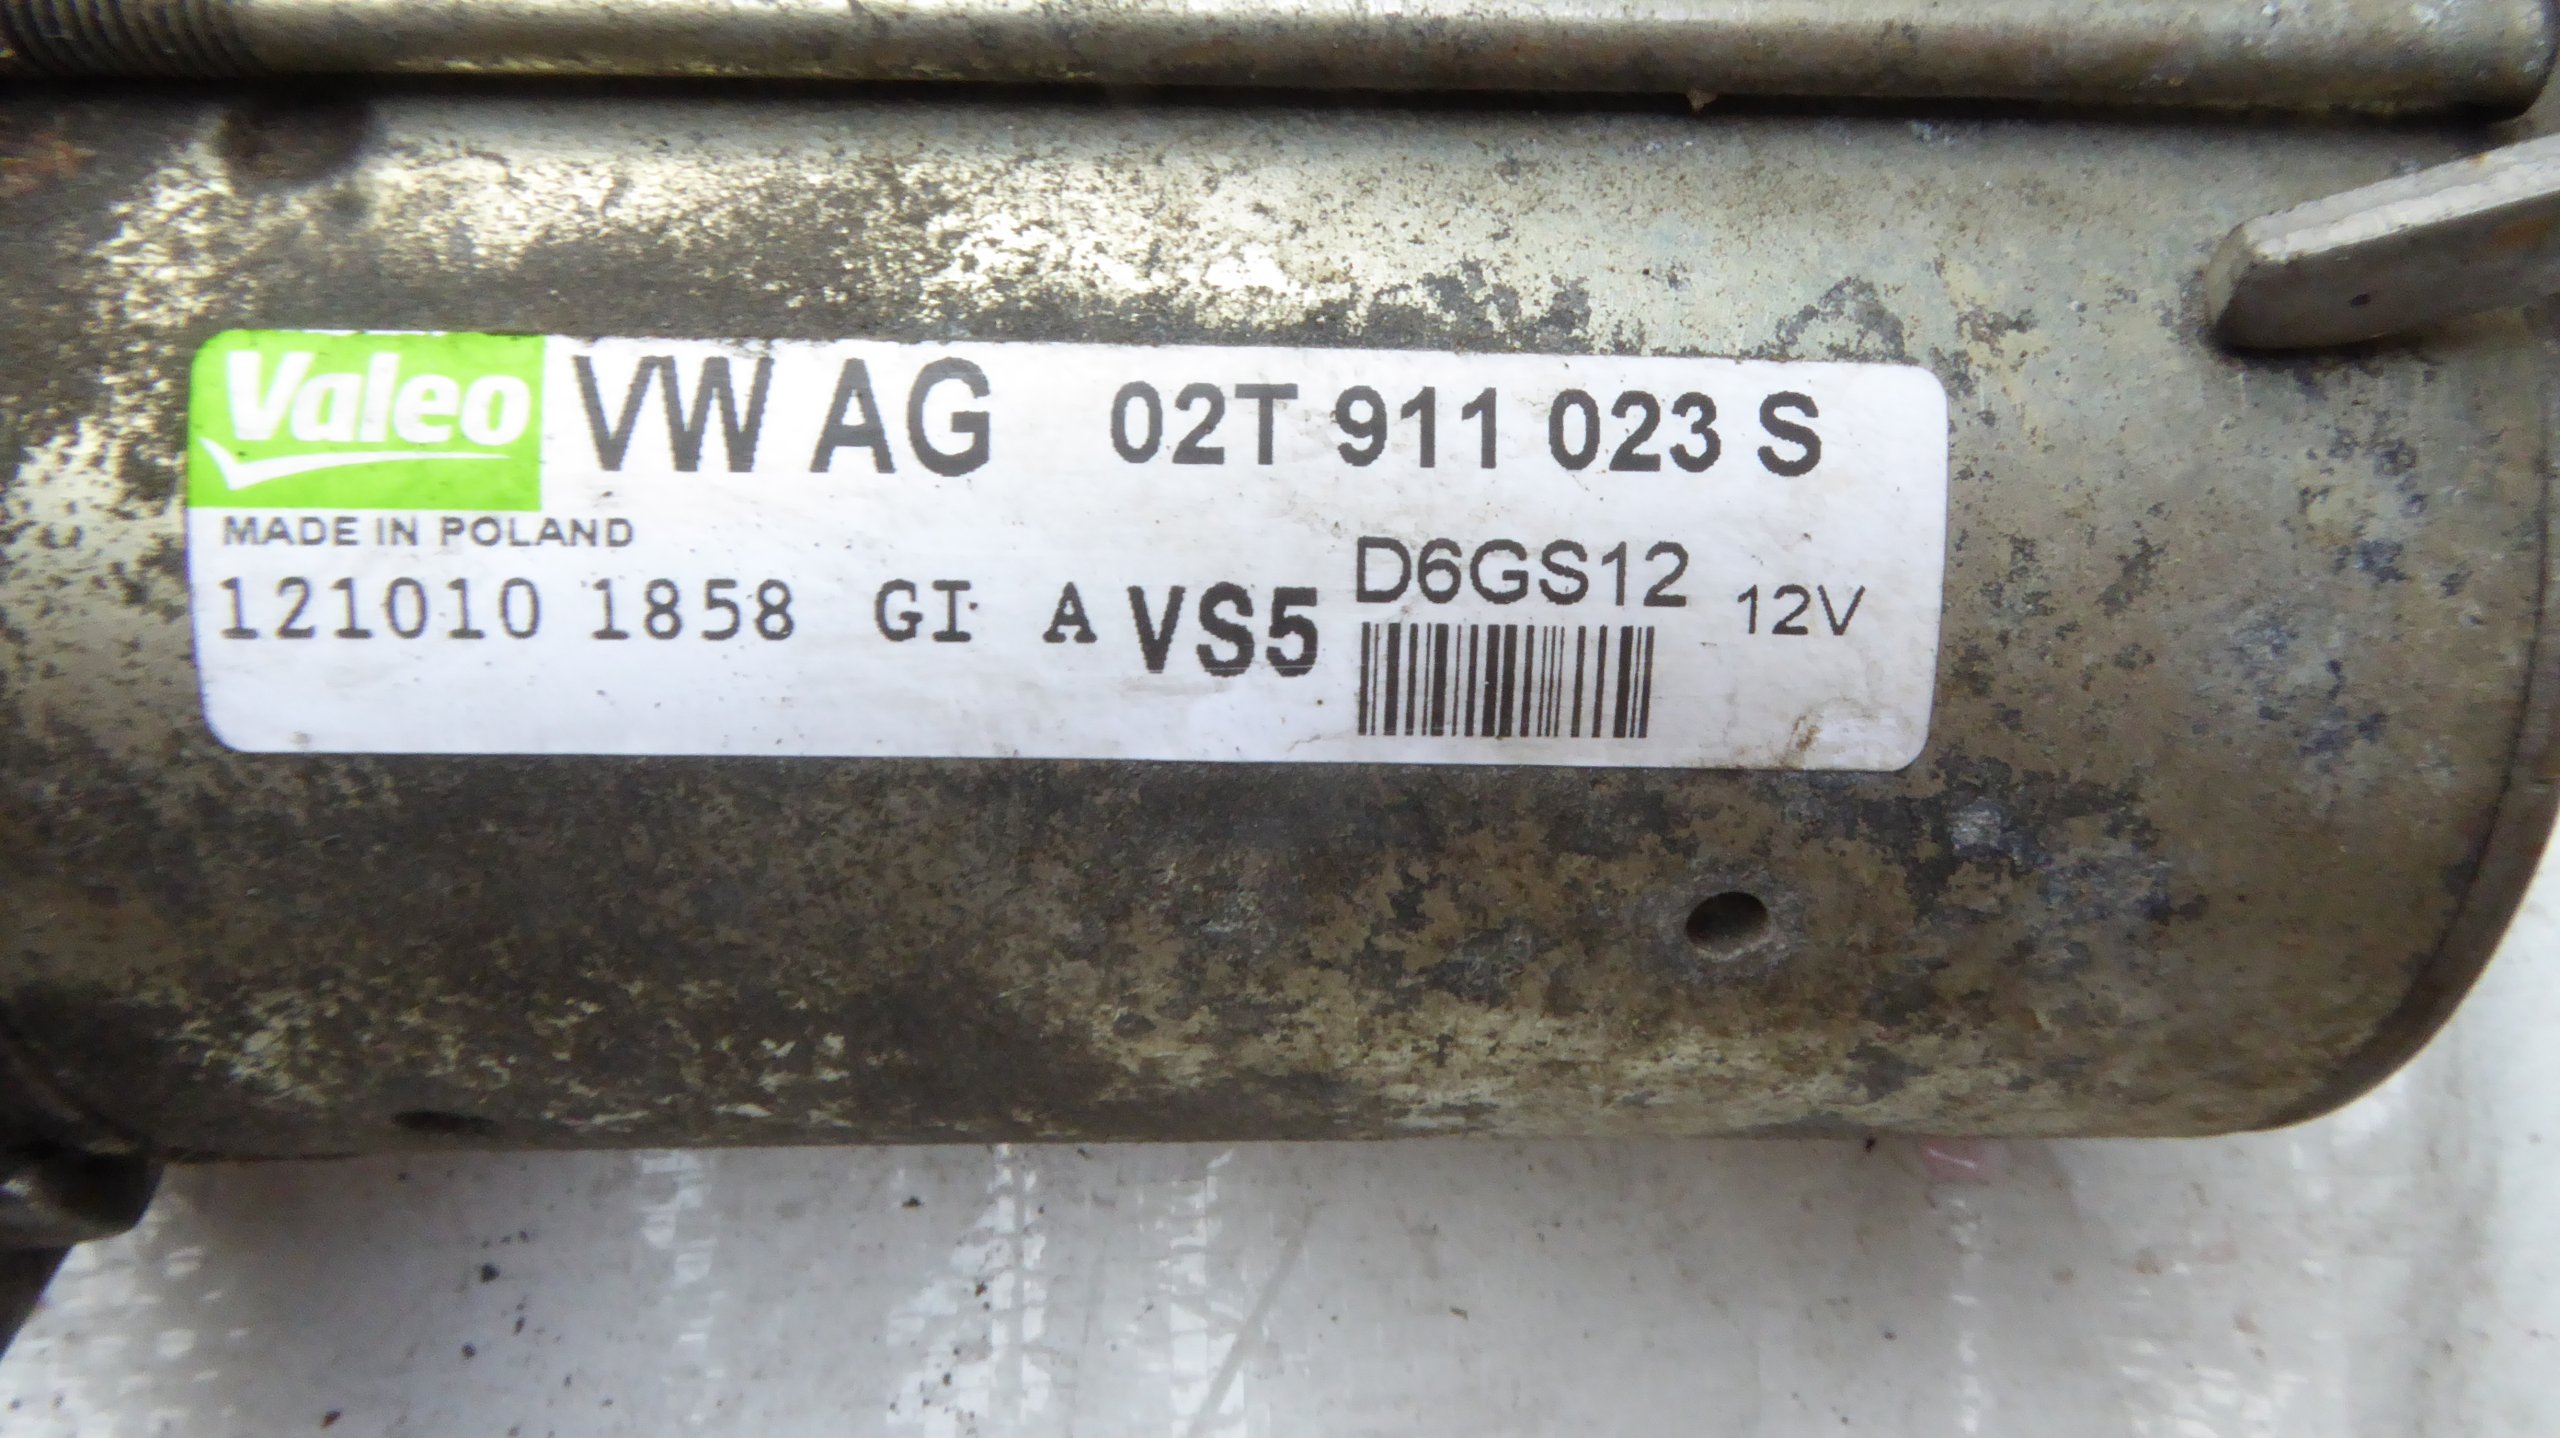 Valeo VW AG 02T 911 023 S
MADE IN POLAND
D6GS12
121010 1858 GI A VS5 12V